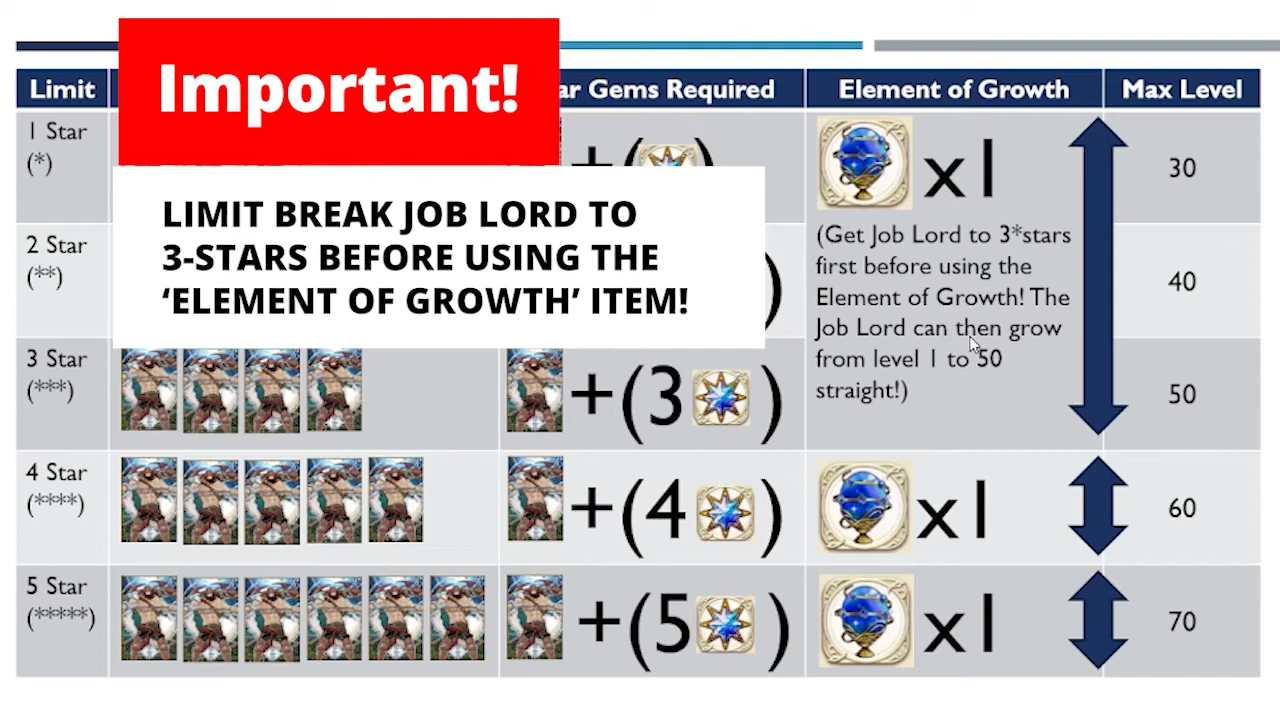 Important!
LIMIT BREAK JOB LORD TO
3-STARS BEFORE USING THE
‘ELEMENT OF GROWTH’ ITEM!
Limit
Gems Required
Element of Growth
Max Level
1 Star
(*)
+(
)
x1
30
(Get Job Lord to 3*stars
first before using the
Element of Growth! The
Job Lord can then grow
from level 1 to 50
straight!)
2 Star
(**)
)
40
3 Star
(***)
+(3
)
50
4 Star
(****)
+(4
)
x1
60
5 Star
(*****)
+(5
)
x1
70